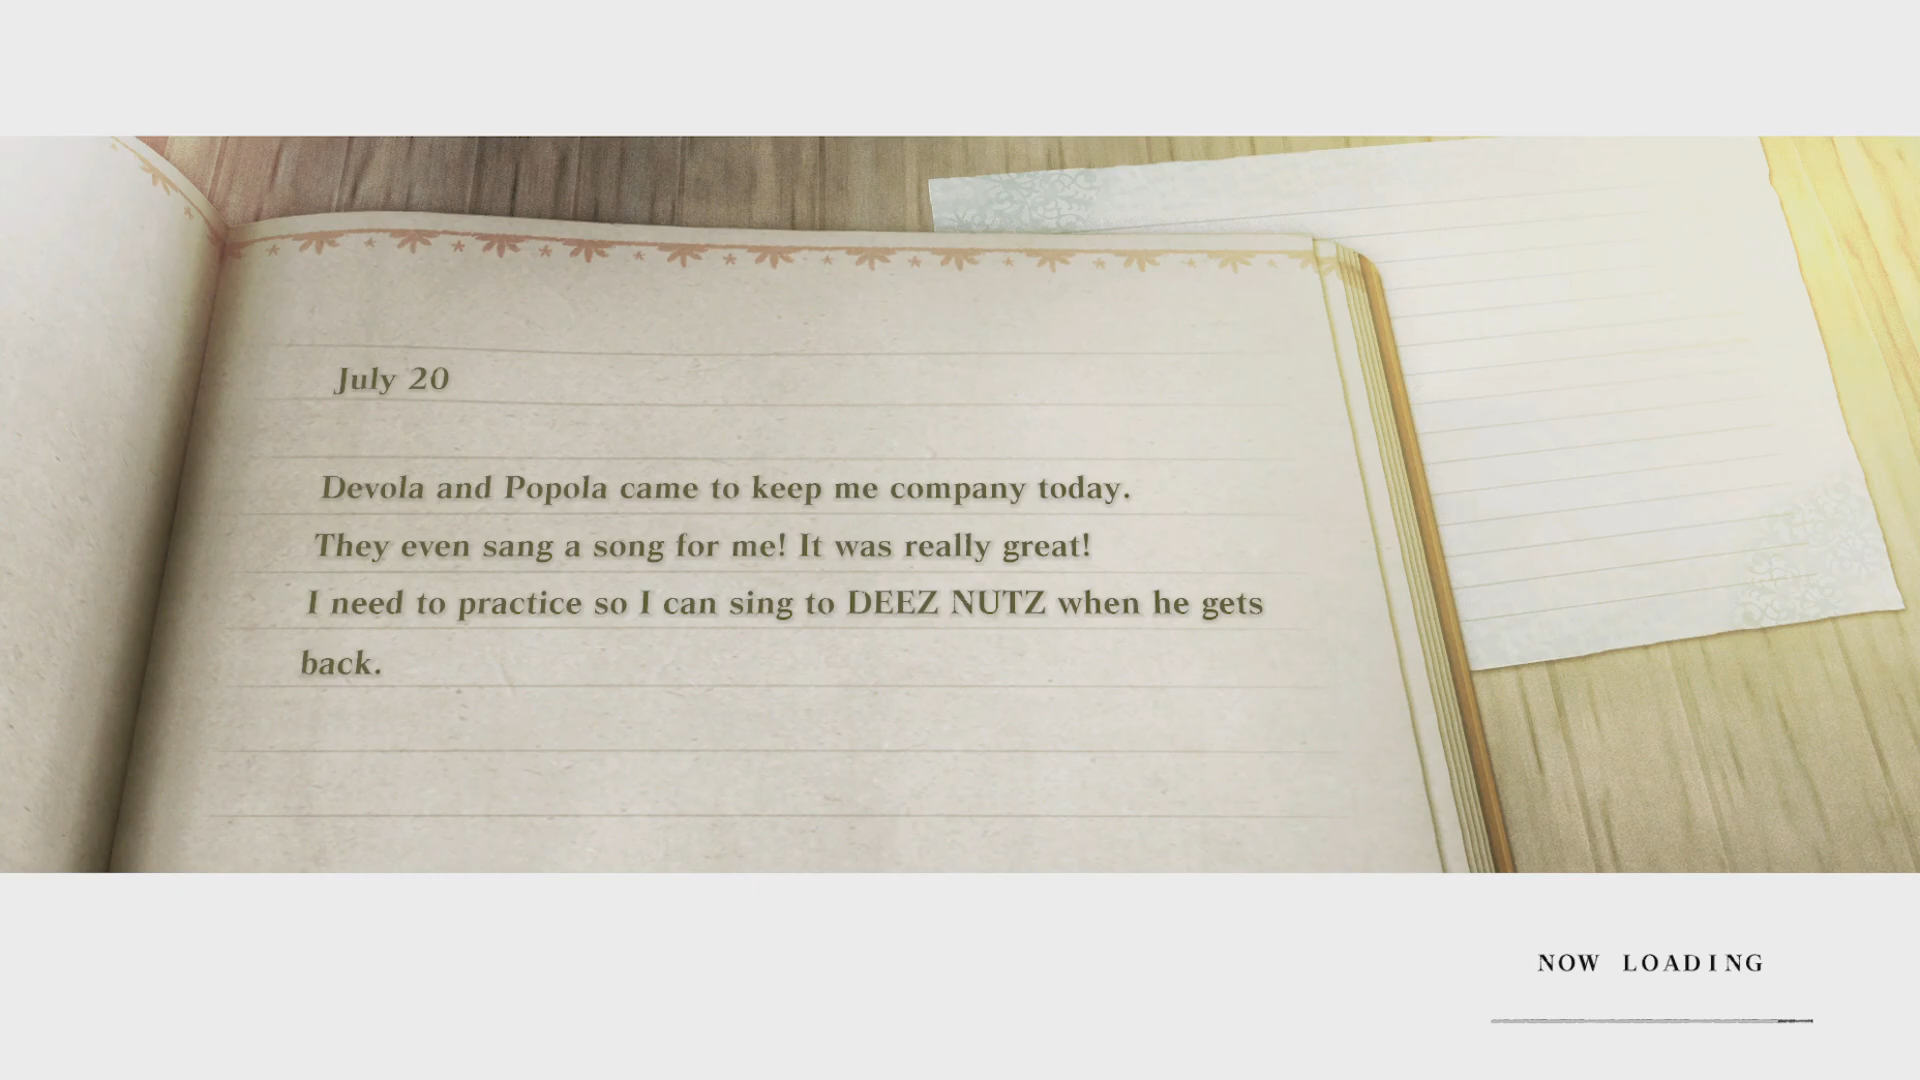 July 20
Devola and Popola came to keep me company today.
They even sang a song for me! It was really great!
I need to practice so I can sing to DEEZ NUTZ when he gets
back.
NOW LOADING